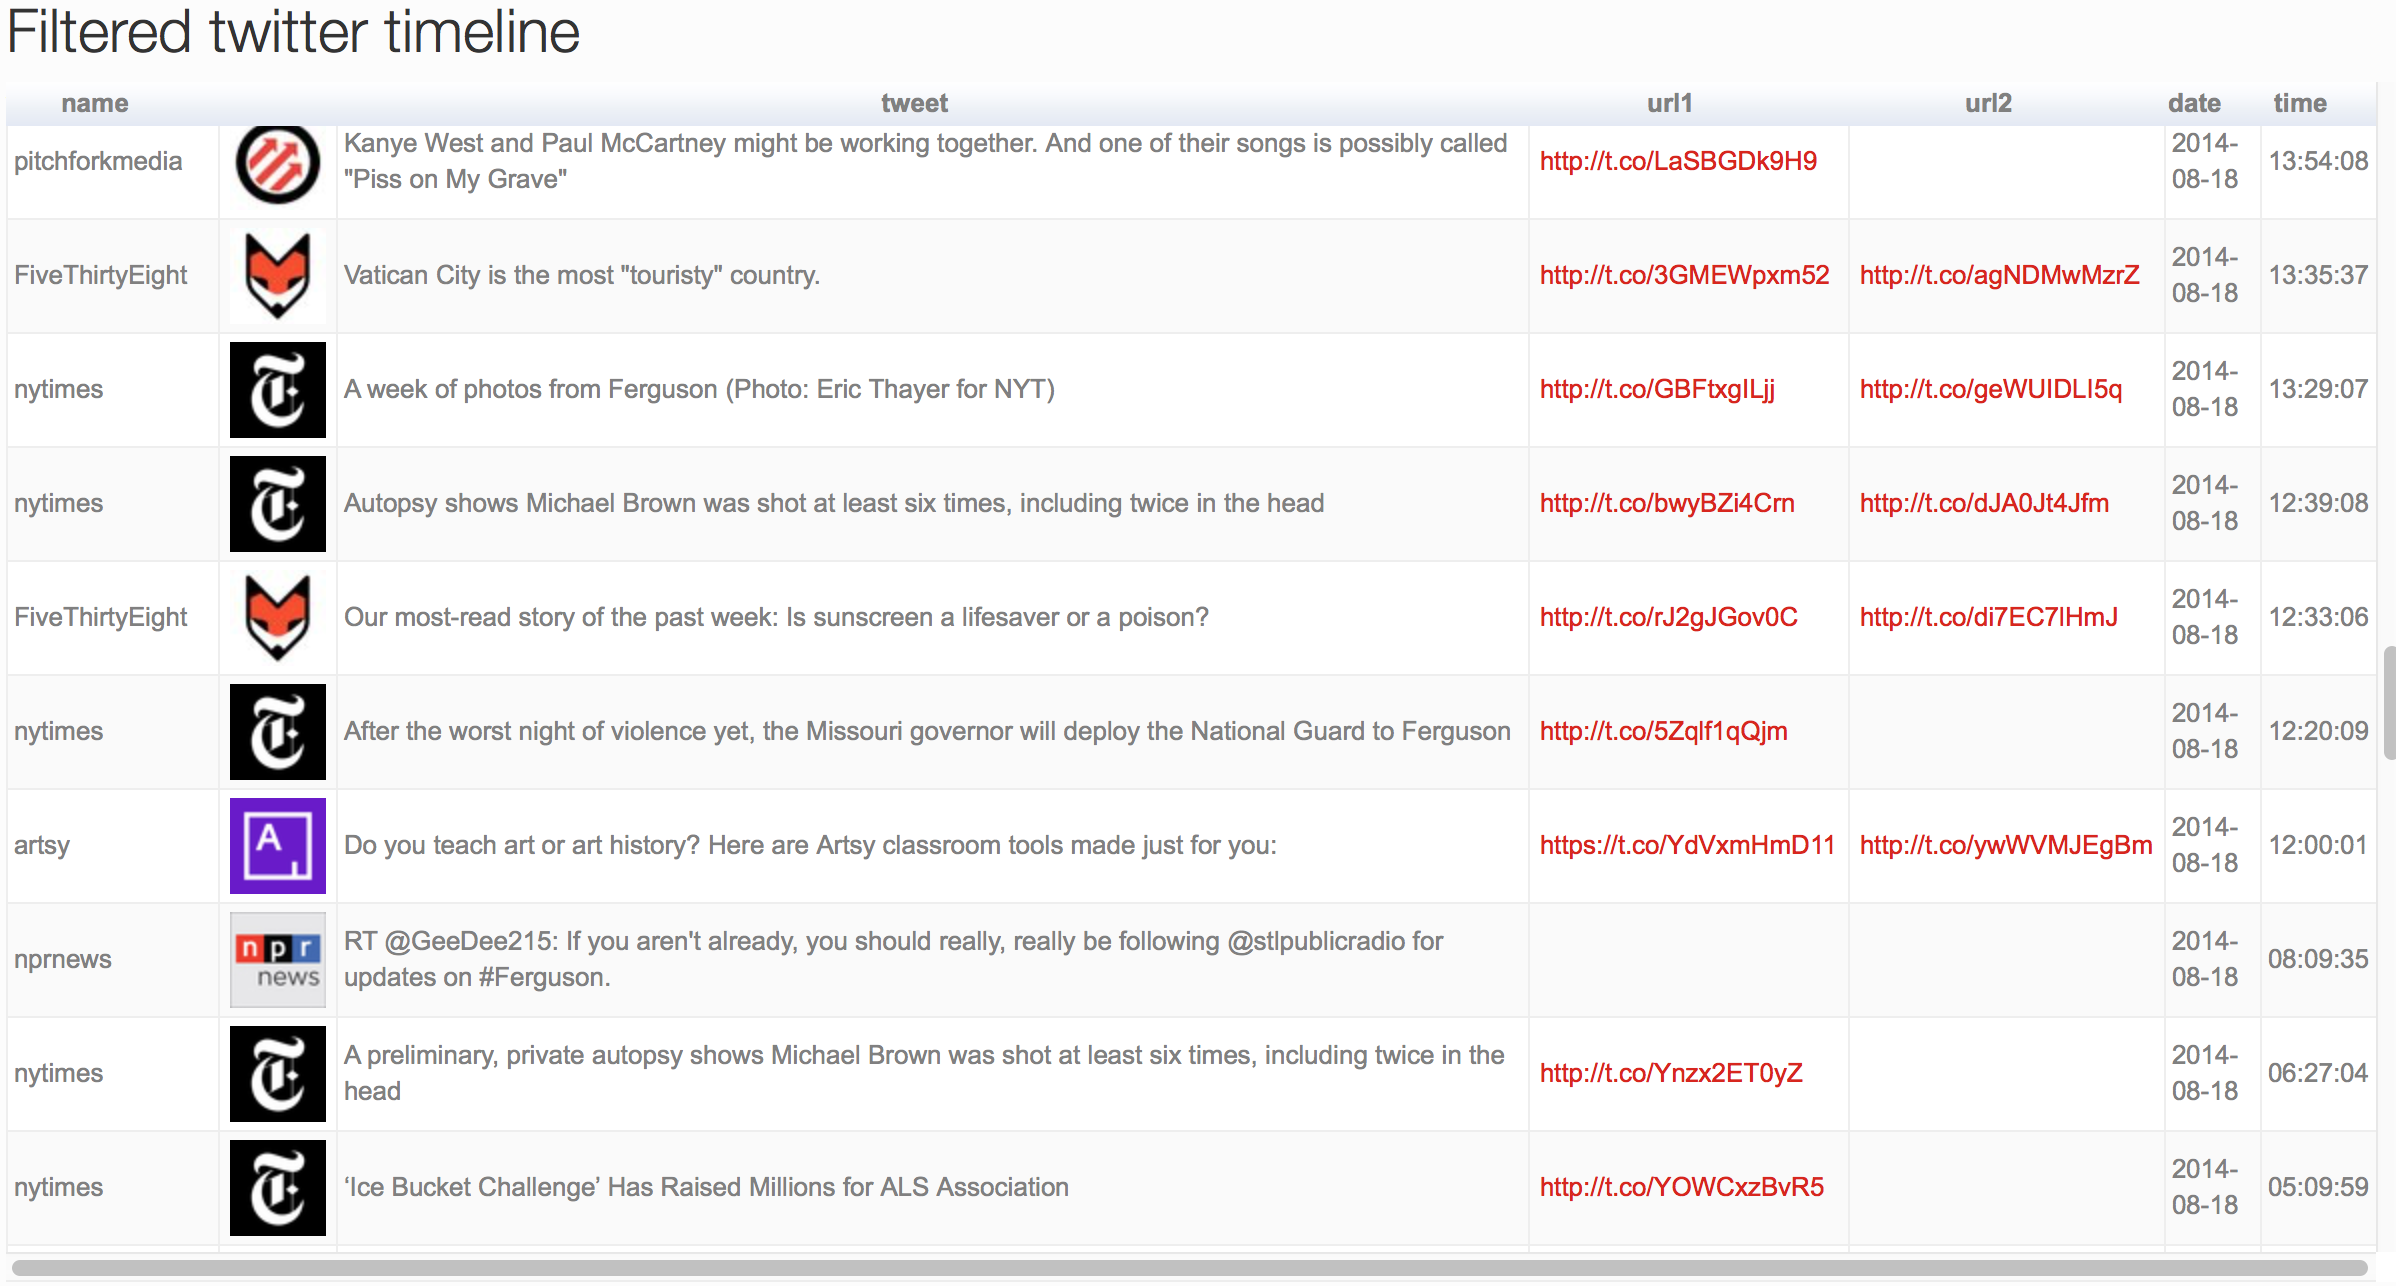 Filtered twitter timeline
name tweet url1 url2 date time
pitchforkmedia Kanye West and Paul McCartney might be working together. And one of their songs is possibly called http://t.co/LaSBGDk9H9 2014- 13:54:08
"Piss on My Grave" 08-18
FiveThirtyEight Vatican City is the most "touristy" country. http://t.co/3GMEWpxm52 http://t.co/agNDMwMzrZ 2014- 13:35:37
08-18
nytimes A week of photos from Ferguson (Photo: Eric Thayer for NYT) http://t.co/GBFtxgILjj http://t.co/geWUIDLI5q 2014- 13:29:07
08-18
nytimes Autopsy shows Michael Brown was shot at least six times, including twice in the head http://t.co/bwyBZi4Crn http://t.co/dJA0Jt4Jfm 2014- 12:39:08
08-18
FiveThirtyEight Our most-read story of the past week: Is sunscreen a lifesaver or a poison? http://t.co/rJ2gJGov0C http://t.co/di7EC7lHmJ 2014- 12:33:06
08-18
nytimes After the worst night of violence yet, the Missouri governor will deploy the National Guard to Ferguson http://t.co/5Zqlf1qQjm 2014- 12:20:09
08-18
artsy A Do you teach art or art history? Here are Artsy classroom tools made just for you: https://t.co/YdVxmHmD11 http://t.co/ywWVMJEgBm 2014- 12:00:01
08-18
nprnews npr news RT @GeeDee215: If you aren't already, you should really, really be following @stlpublicradio for 2014- 08:09:35
updates on #Ferguson. 08-18
nytimes A preliminary, private autopsy shows Michael Brown was shot at least six times, including twice in the http://t.co/Ynzx2ET0yZ 2014- 06:27:04
head 08-18
nytimes ‘Ice Bucket Challenge’ Has Raised Millions for ALS Association http://t.co/YOWCxzBvR5 2014- 05:09:59
08-18